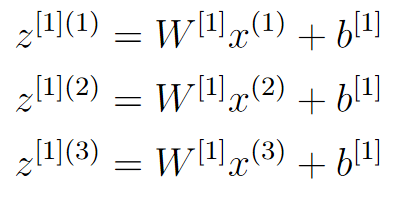 z^{[1](1)} = W^{[1]}x^{(1)} + b^{[1]}
z^{[1](2)} = W^{[1]}x^{(2)} + b^{[1]}
z^{[1](3)} = W^{[1]}x^{(3)} + b^{[1]}